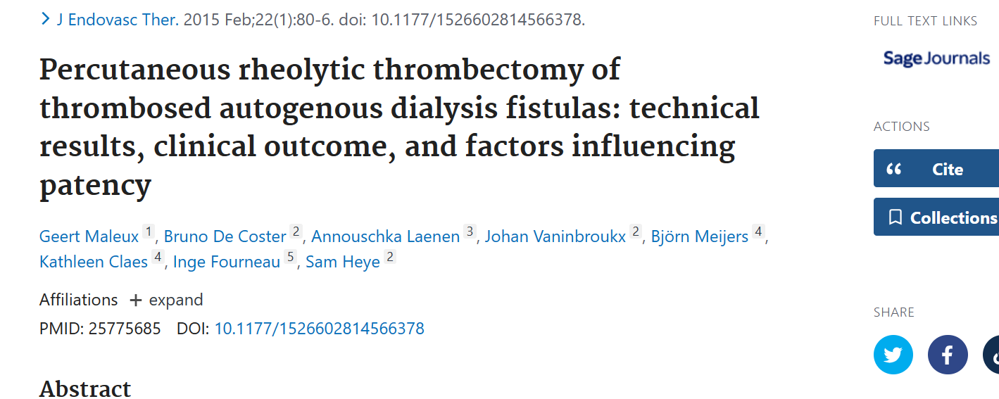 J Endovasc Ther. 2015 Feb;22(1):80-6. doi: 10.1177/1526602814566378.
Percutaneous rheolytic thrombectomy of
thrombosed autogenous dialysis fistulas: technical
results, clinical outcome, and factors influencing
patency
Geert Maleux 1, Bruno De Coster 2, Annouschka Laenen 3, Johan Vaninbroukx 2, Björn Meijers 4,
Kathleen Claes 4, Inge Fourneau 5, Sam Heye 2
Affiliations + expand
PMID: 25775685 DOI: 10.1177/1526602814566378
Abstract
FULL TEXT LINKS
Sage Journals
ACTIONS
Cite
Collections
SHARE